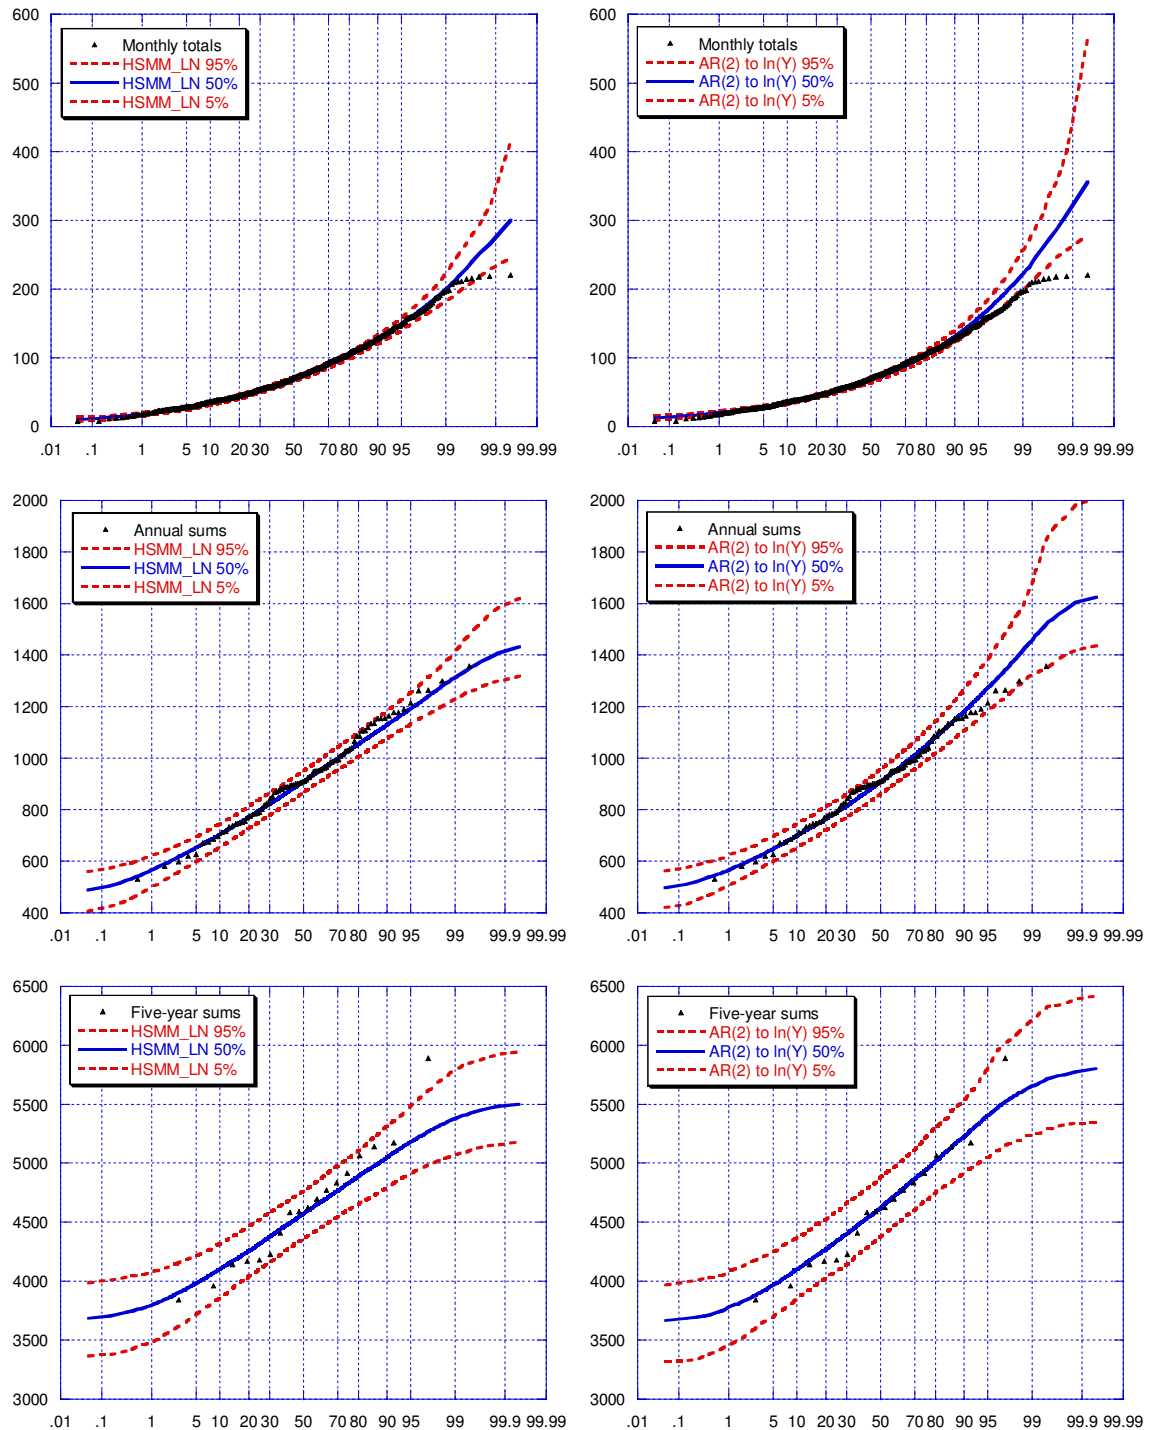 600
500
400
300
200
100
0
Monthly totals
HSMM_LN 95%
HSMM_LN 50%
HSMM_LN 5%
.01 .1 1 5 10 20 30 50 70 80 90 95 99 99.9 99.99
600
500
400
300
200
100
0
Monthly totals
AR(2) to ln(Y) 95%
AR(2) to ln(Y) 50%
AR(2) to ln(Y) 5%
.01 .1 1 5 10 20 30 50 70 80 90 95 99 99.9 99.99
2000
1800
1600
1400
1200
1000
800
600
400
Annual sums
HSMM_LN 95%
HSMM_LN 50%
HSMM_LN 5%
.01 .1 1 5 10 20 30 50 70 80 90 95 99 99.9 99.99
2000
1800
1600
1400
1200
1000
800
600
400
Annual sums
AR(2) to ln(Y) 95%
AR(2) to ln(Y) 50%
AR(2) to ln(Y) 5%
.01 .1 1 5 10 20 30 50 70 80 90 95 99 99.9 99.99
6500
6000
5500
5000
4500
4000
3500
3000
Five-year sums
HSMM_LN 95%
HSMM_LN 50%
HSMM_LN 5%
.01 .1 1 5 10 20 30 50 70 80 90 95 99 99.9 99.99
6500
6000
5500
5000
4500
4000
3500
3000
Five-year sums
AR(2) to ln(Y) 95%
AR(2) to ln(Y) 50%
AR(2) to ln(Y) 5%
.01 .1 1 5 10 20 30 50 70 80 90 95 99 99.9 99.99